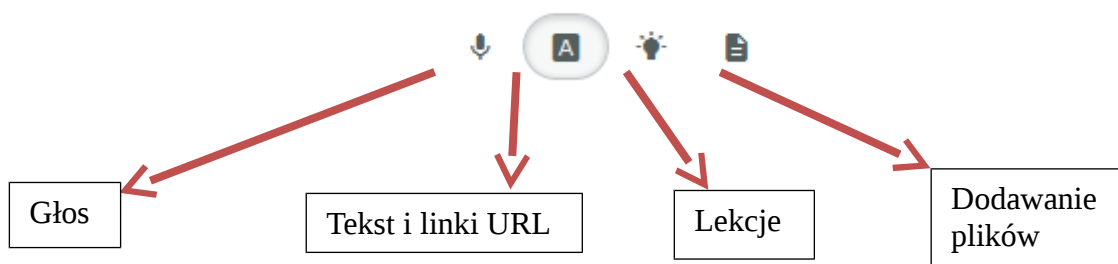 A
Głos
Tekst i linki URL
Lekcje
Dodawanie
plików